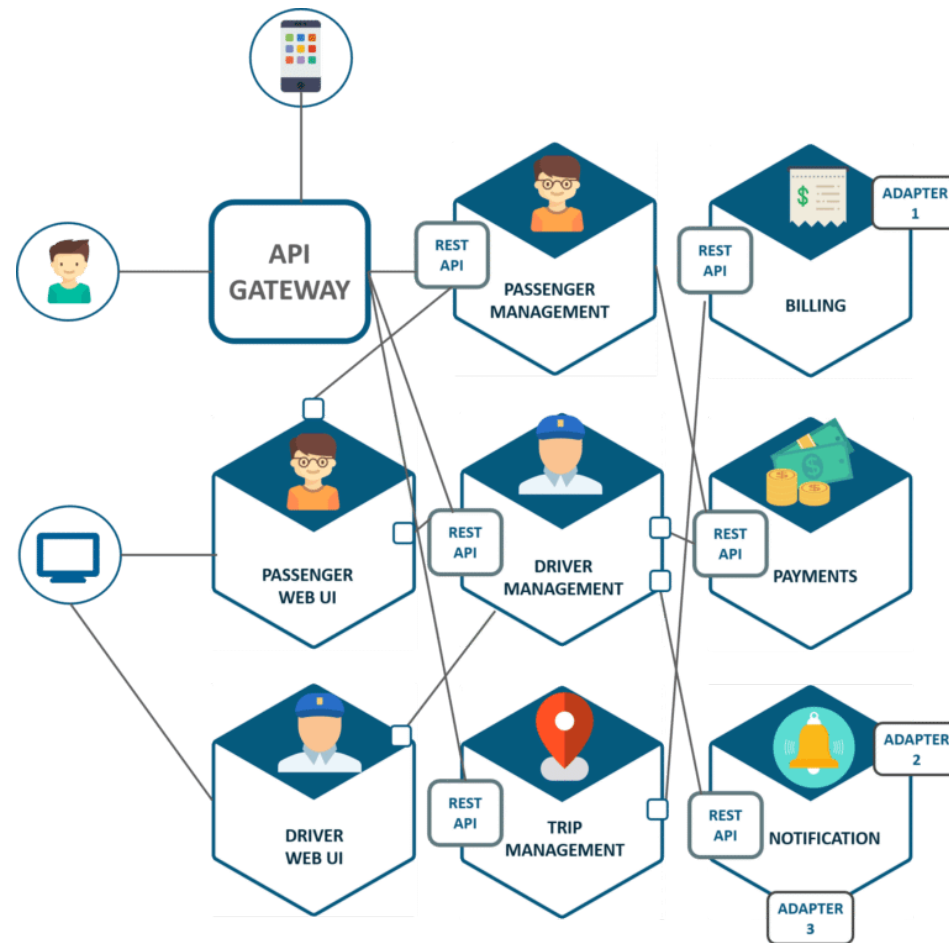 API
GATEWAY
REST
API
PASSENGER
MANAGEMENT
REST
API
BILLING
ADAPTER
1
PASSENGER
WEB UI
REST
API
DRIVER
MANAGEMENT
REST
API
PAYMENTS
DRIVER
WEB UI
REST
API
TRIP
MANAGEMENT
REST
API
NOTIFICATION
ADAPTER
2
ADAPTER
3